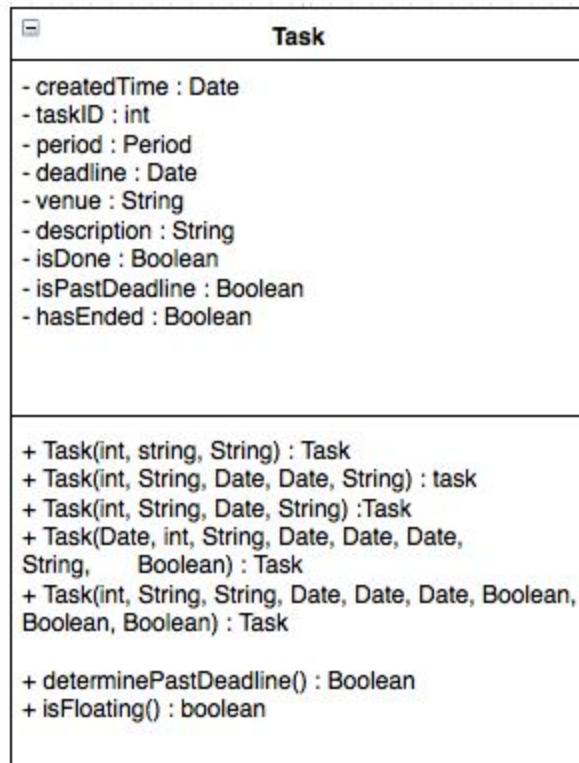 Task
- createdTime : Date
- taskID : int
- period : Period
- deadline : Date
- venue : String
- description : String
- isDone : Boolean
- isPastDeadline : Boolean
- hasEnded : Boolean
+ Task(int, string, String) : Task
+ Task(int, String, Date, Date, String) : task
+ Task(int, String, Date, String) :Task
+ Task(Date, int, String, Date, Date, Date,
String, Boolean) : Task
+ Task(int, String, String, Date, Date, Date, Boolean,
Boolean, Boolean) : Task
+ determinePastDeadline() : Boolean
+ isFloating() : boolean